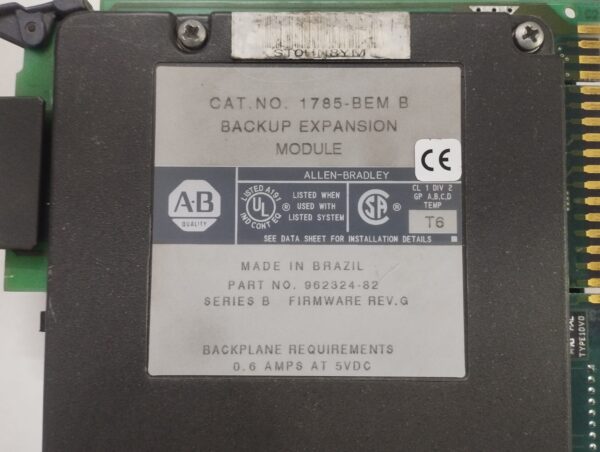 CAT.NO. 1785-BEM B
BACKUP EXPANSION
MODULE
CE
ALLEN-BRADLEY
A-B
QUALITY
LISTED A191
UL
IND CONT EQ
LISTED WHEN
USED WITH
LISTED SYSTEM
SA
CL 1 DIV 2
GP A,B,C,D
TEMP
T6
SEE DATA SHEET FOR INSTALLATION DETAILS
MADE IN BRAZIL
PART NO. 962324-82
SERIES B FIRMWARE REV.G
BACKPLANE REQUIREMENTS
0.6 AMPS AT 5VDC